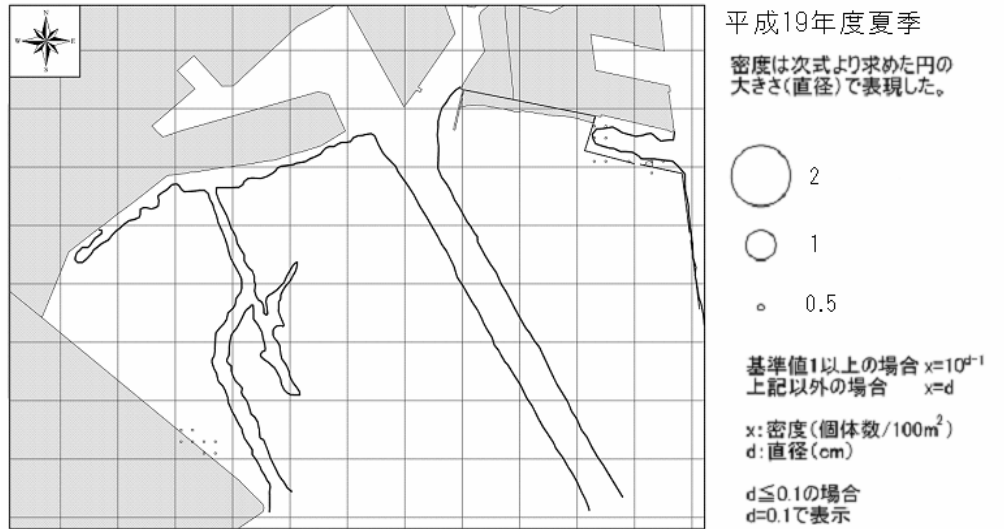 N
W E
S
平成19年度夏季
密度は次式より求めた円の
大きさ(直径)で表現した。
2
1
0.5
基準値1以上の場合 x=10^d-1
上記以外の場合 x=d
x:密度(個体数/100m²)
d:直径(cm)
d≦0.1の場合
d=0.1で表示